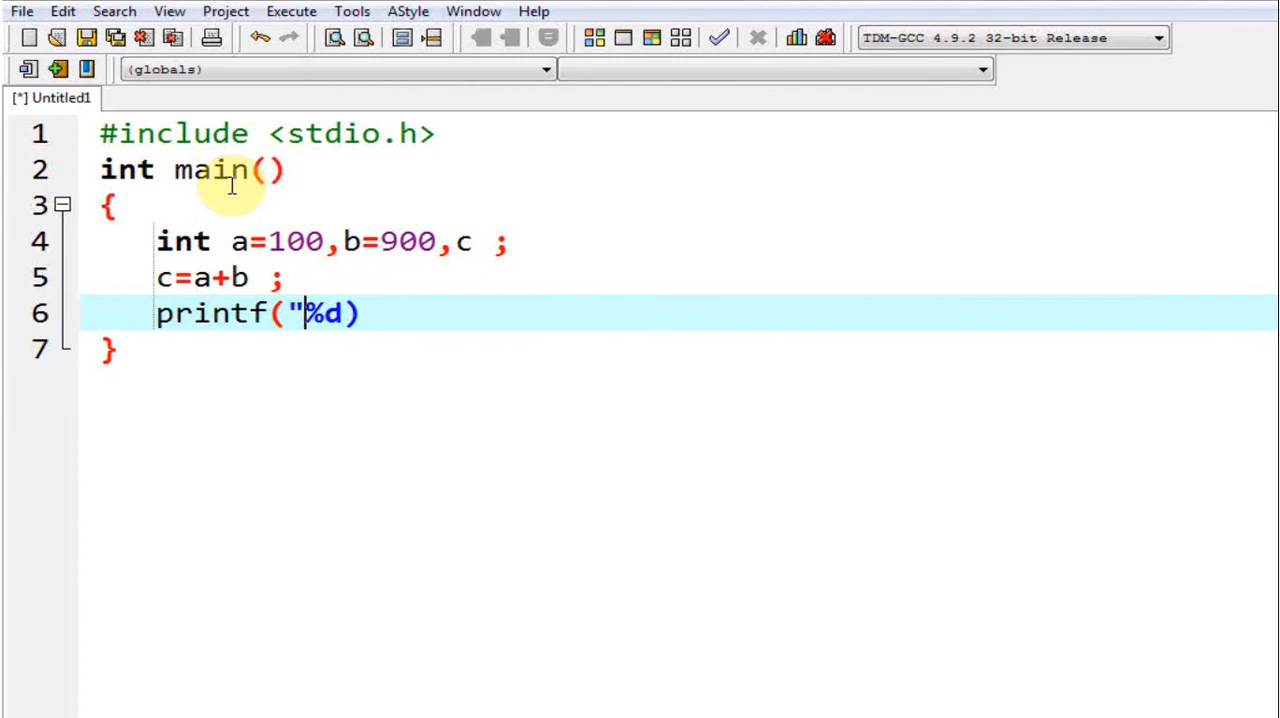 File Edit Search View Project Execute Tools AStyle Window Help
TDM-GCC 4.9.2 32-bit Release
(globals)
[*] Untitled1
1 #include <stdio.h>
2 int main()
3 {
4 int a=100,b=900,c ;
5 c=a+b ;
6 printf("%d)
7 }